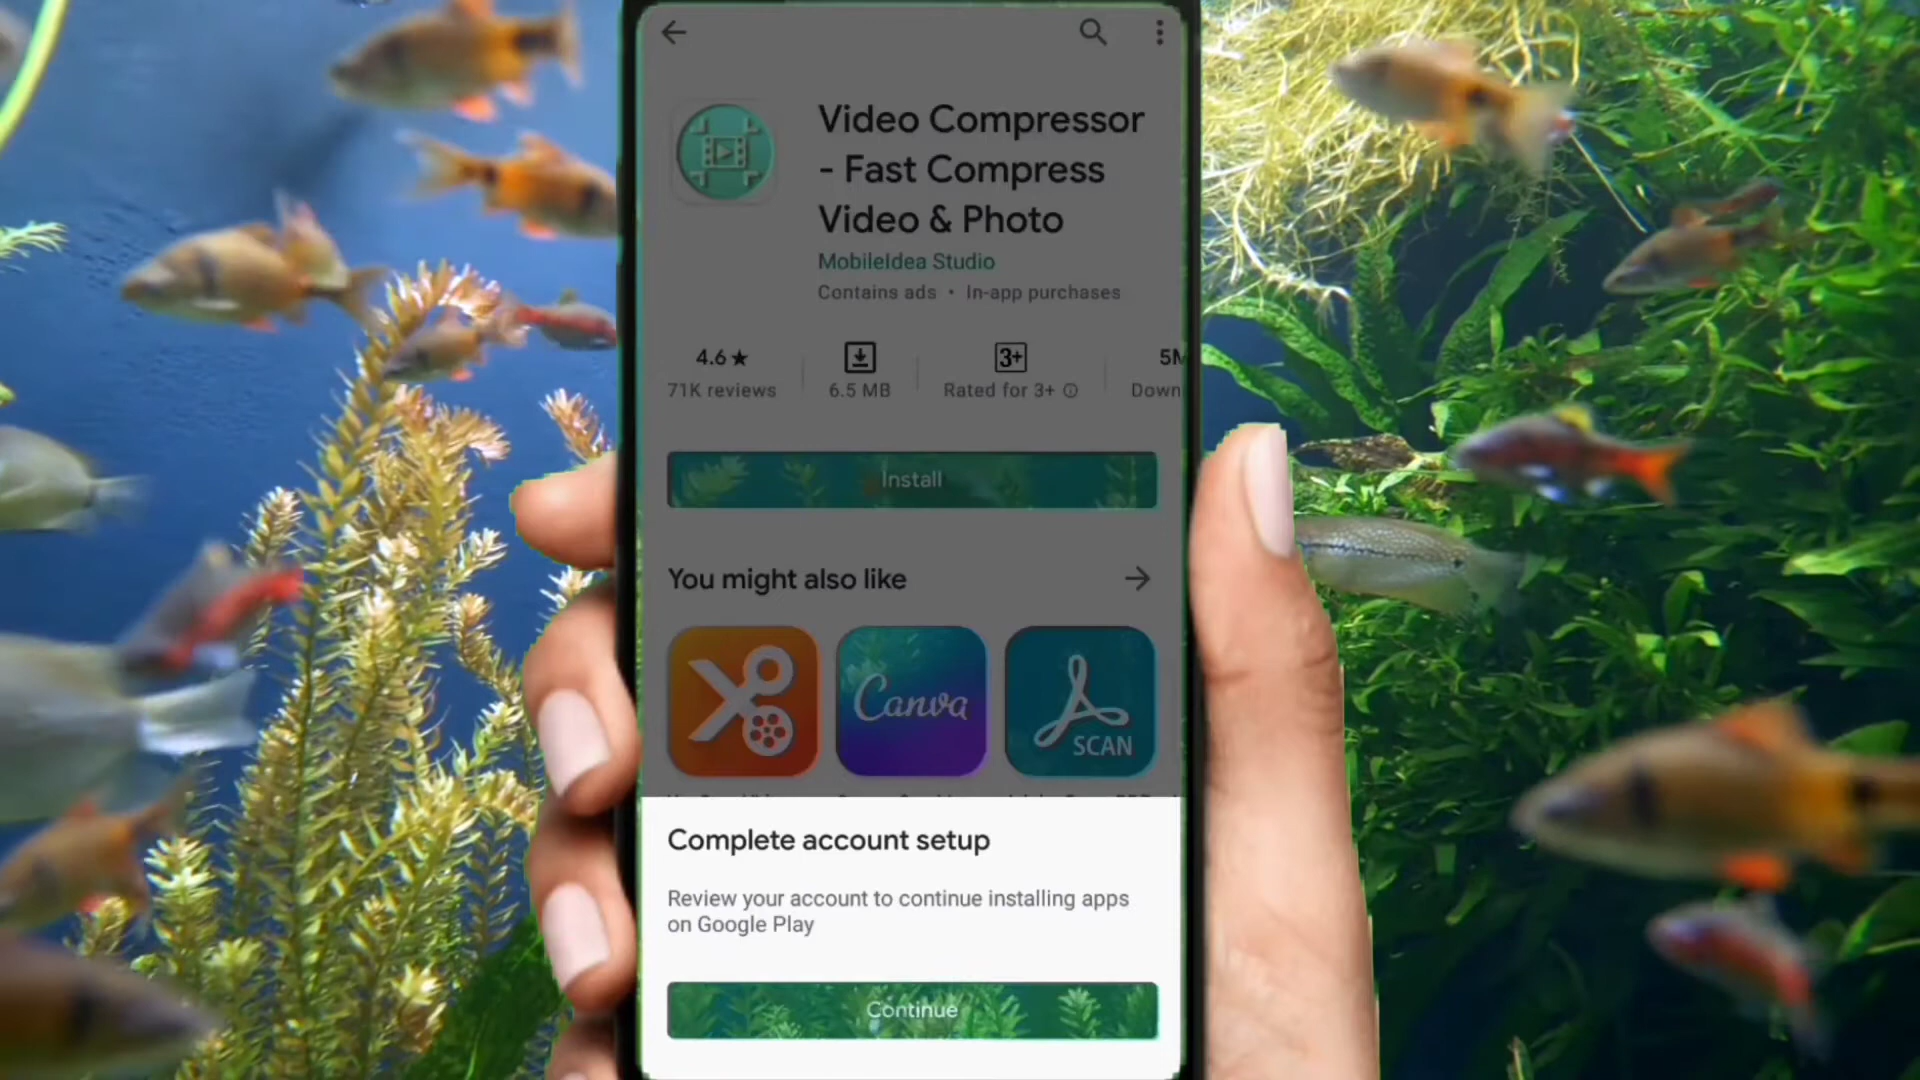 Video Compressor
- Fast Compress
Video & Photo
MobileIdea Studio
Contains ads • In-app purchases
4.6★
3+
5M
71K reviews
6.5 MB
Rated for 3+
Down
Install
You might also like
Canva
SCAN
Complete account setup
Review your account to continue installing apps
on Google Play
Continue